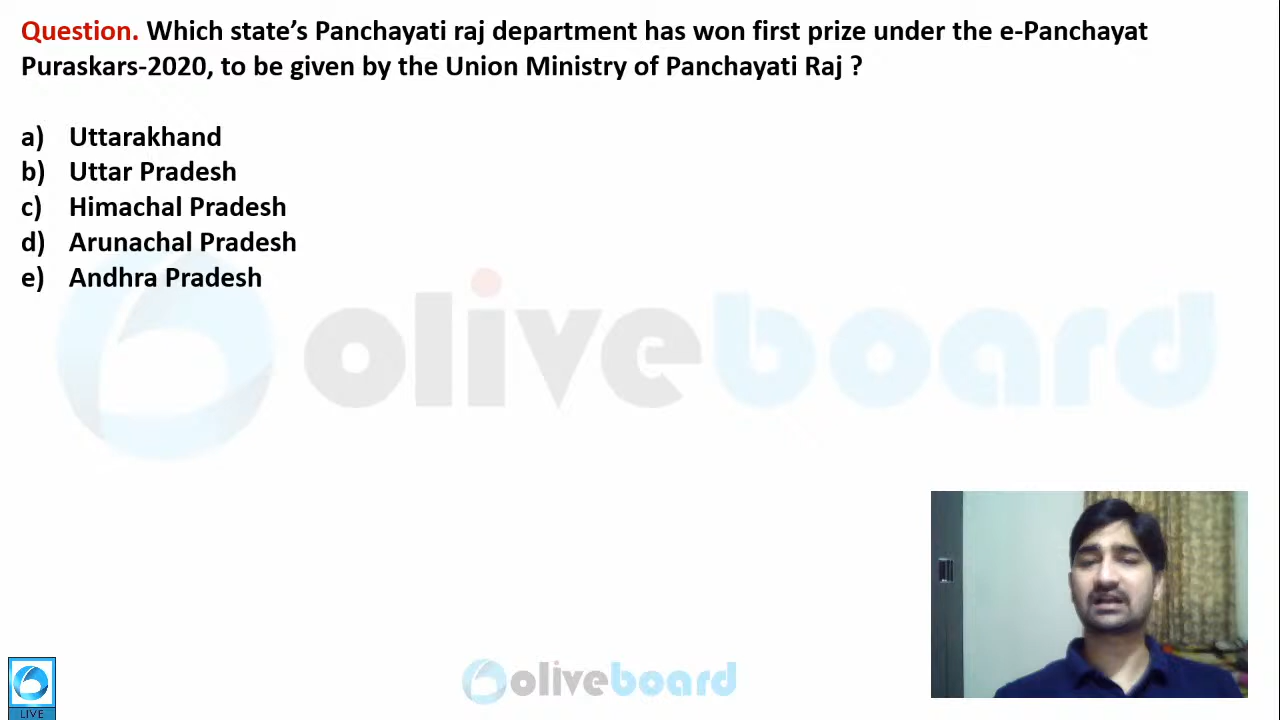 Question. Which state’s Panchayati raj department has won first prize under the e-Panchayat
Puraskars-2020, to be given by the Union Ministry of Panchayati Raj ?
a) Uttarakhand
b) Uttar Pradesh
c) Himachal Pradesh
d) Arunachal Pradesh
e) Andhra Pradesh
oliveboard
oliveboard
LIVE